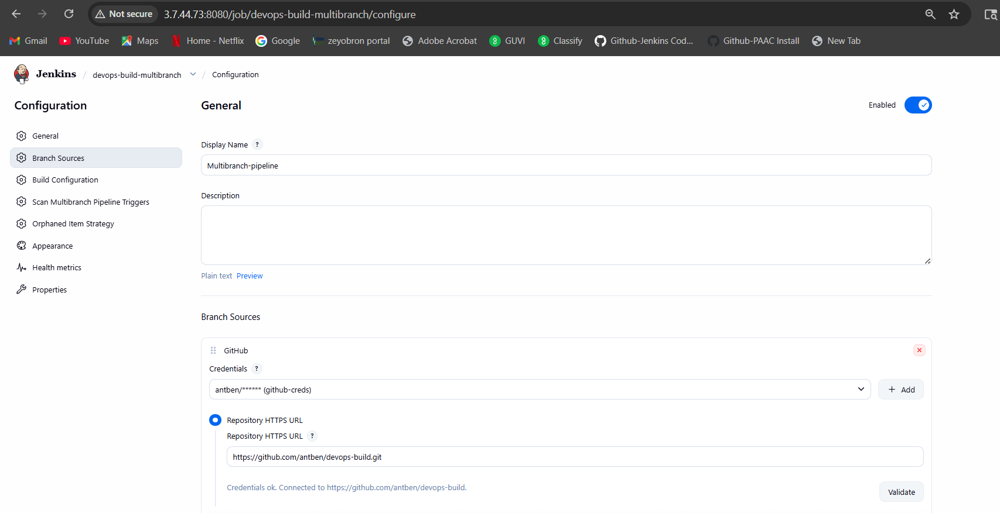 Not secure 3.7.44.73:8080/job/devops-build-multibranch/configure
Gmail YouTube Maps Home - Netflix Google zeyobron portal Adobe Acrobat GUVI Classify Github-Jenkins Cod... Github-PAAC Install New Tab
Jenkins / devops-build-multibranch / Configuration
Configuration
General
Branch Sources
Build Configuration
Scan Multibranch Pipeline Triggers
Orphaned Item Strategy
Appearance
Health metrics
Properties
General
Enabled
Display Name ?
Multibranch-pipeline
Description
Plain text Preview
Branch Sources
GitHub
Credentials ?
antben/****** (github-creds)
+ Add
Repository HTTPS URL
Repository HTTPS URL ?
https://github.com/antben/devops-build.git
Credentials ok. Connected to https://github.com/antben/devops-build.
Validate